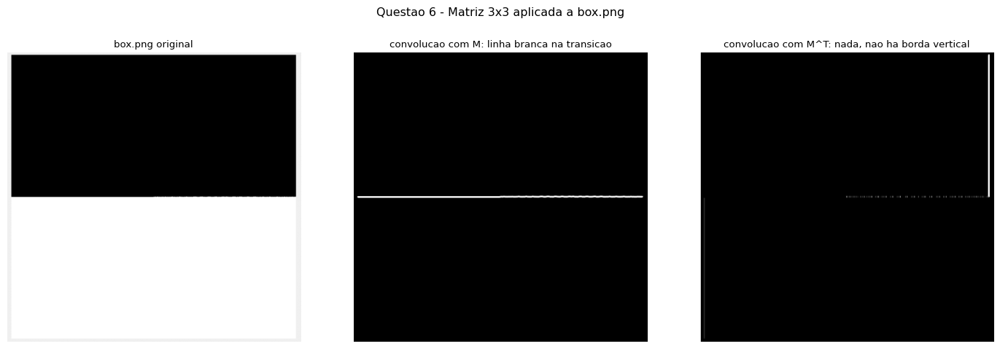 Questao 6 - Matriz 3x3 aplicada a box.png
box.png original
convolucao com M: linha branca na transicao
convolucao com M^T: nada, nao ha borda vertical